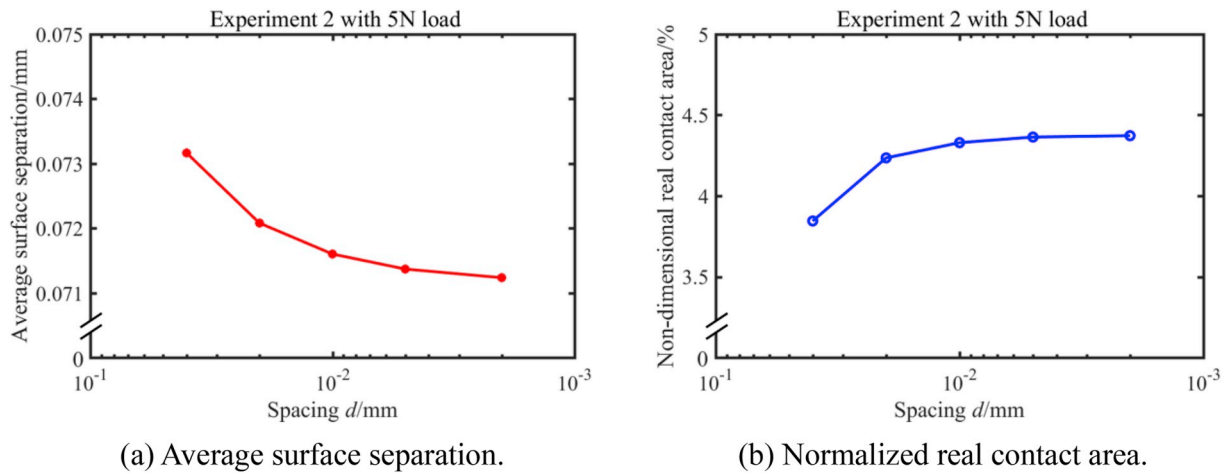 Experiment 2 with 5N load
0.075
0.074
0.073
0.072
0.071
0
Average surface separation/mm
10-1
10-2
10-3
Spacing d/mm
(a) Average surface separation.
Experiment 2 with 5N load
5
4.5
4
3.5
0
Non-dimensional real contact area/%
10-1
10-2
10-3
Spacing d/mm
(b) Normalized real contact area.